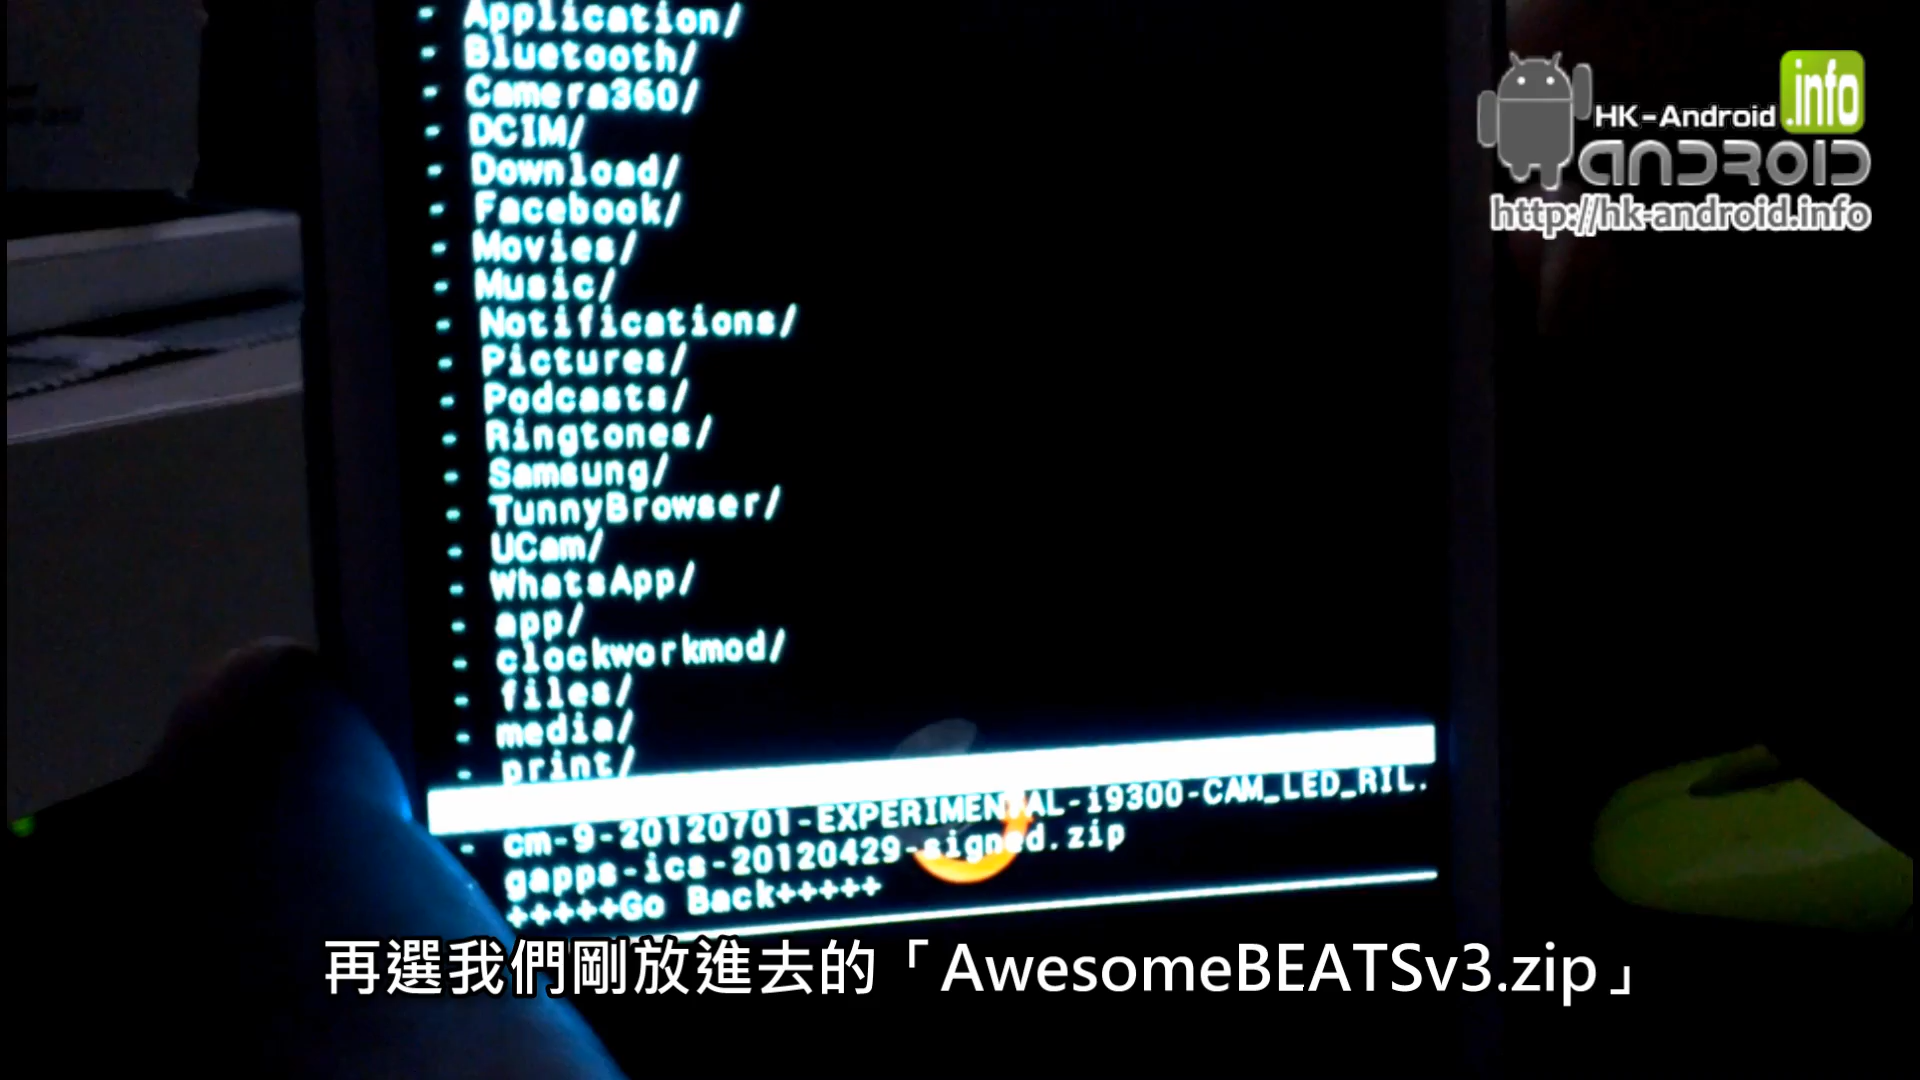 - Application/
- Bluetooth/
- Camera360/
- DCIM/
- Download/
- Facebook/
- Movies/
- Music/
- Notifications/
- Pictures/
- Podcasts/
- Ringtones/
- Samsung/
- TunnyBrowser/
- UCam/
- WhatsApp/
- app/
- clockworkmod/
- files/
- media/
- print/
- cm-9-20120701-EXPERIMENTAL-i9300-CAM_LED_RIL.
gapps-ics-20120429-signed.zip
+++++Go Back+++++
HK-Android .info
ANDROID
http://hk-android.info
再選我們剛放進去的「AwesomeBEATSv3.zip」